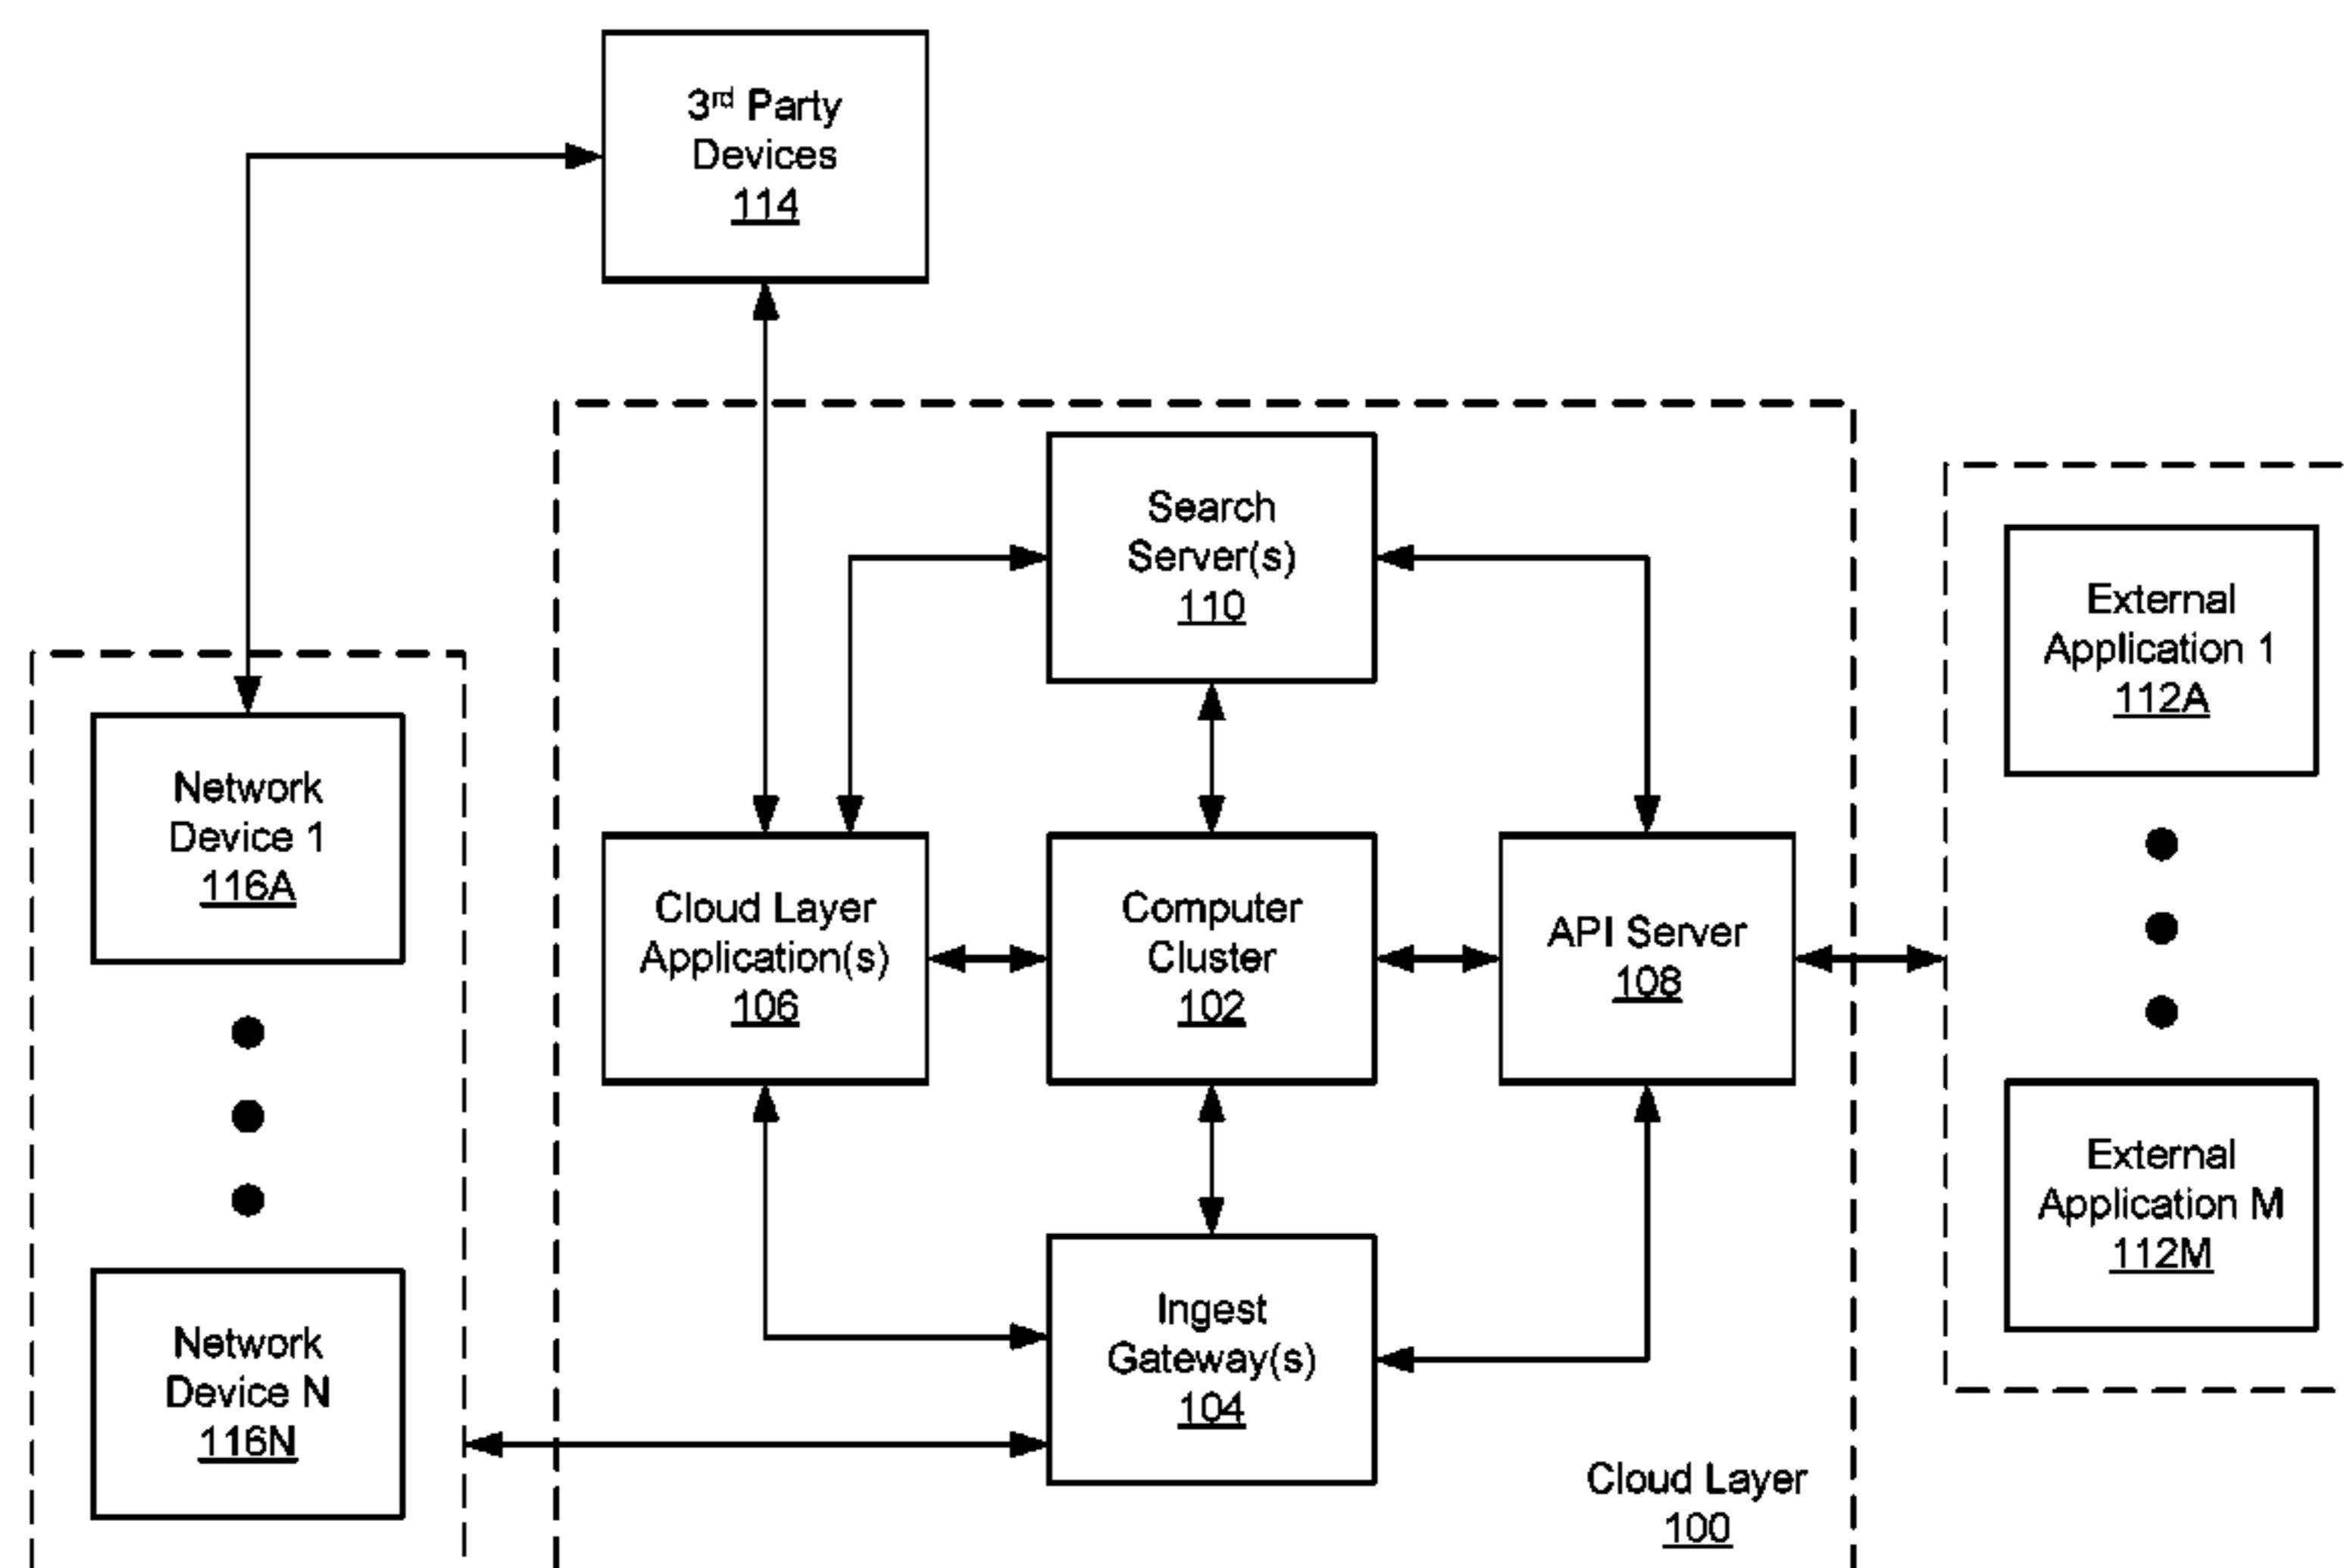 3rd Party
Devices
114
Search
Server(s)
110
External
Application 1
112A
Network
Device 1
116A
Cloud Layer
Application(s)
106
Computer
Cluster
102
API Server
108
External
Application M
112M
Network
Device N
116N
Ingest
Gateway(s)
104
Cloud Layer
100